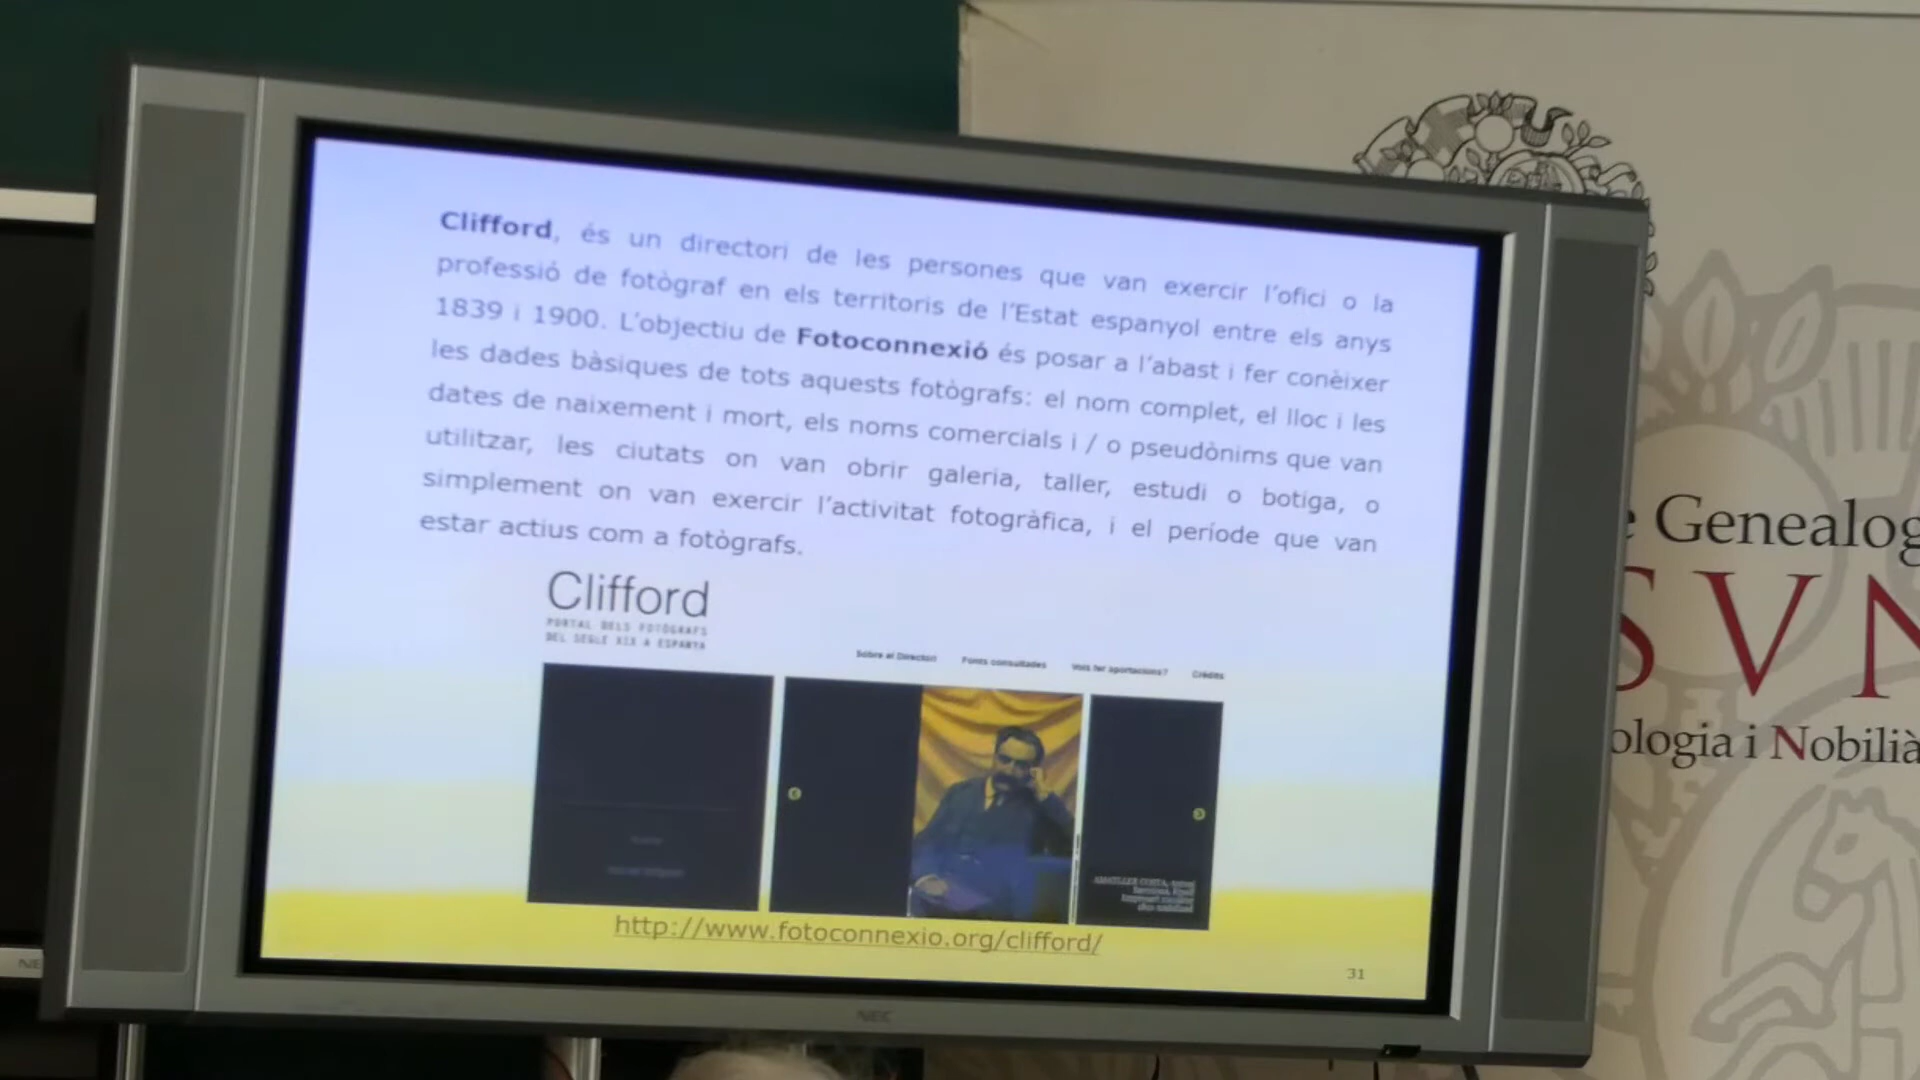 Clifford, és un directori de les persones que van exercir l'ofici o la
professió de fotògraf en els territoris de l'Estat espanyol entre els anys
1839 i 1900. L'objectiu de Fotoconnexió és posar a l'abast i fer conèixer
les dades bàsiques de tots aquests fotògrafs: el nom complet, el lloc i les
dates de naixement i mort, els noms comercials i / o pseudònims que van
utilitzar, les ciutats on van obrir galeria, taller, estudi o botiga, o
simplement on van exercir l'activitat fotogràfica, i el període que van
estar actius com a fotògrafs.
Clifford
PORTAL DELS FOTÒGRAFS
DEL SEGLE XIX A ESPANYA
Sobre el Directori Fonts consultades Vols fer aportacions? Crèdits
http://www.fotoconnexio.org/clifford/
31
NEC
e Genealog
SVN
ologia i Nobilià
NE